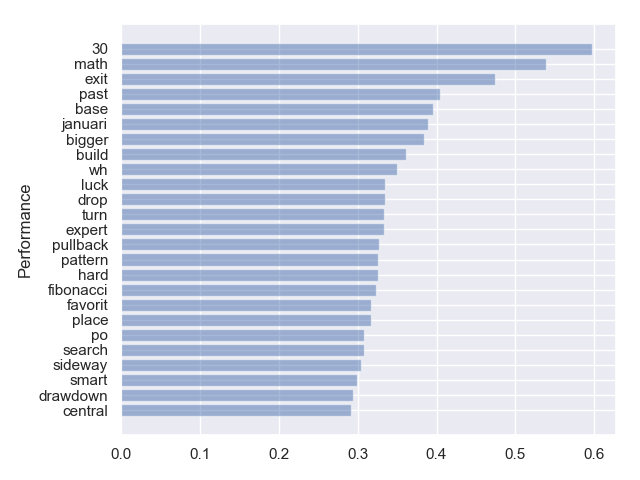 30
math
exit
past
base
januari
bigger
build
wh
luck
drop
turn
expert
pullback
pattern
hard
fibonacci
favorit
place
po
search
sideway
smart
drawdown
central
Performance
0.0 0.1 0.2 0.3 0.4 0.5 0.6